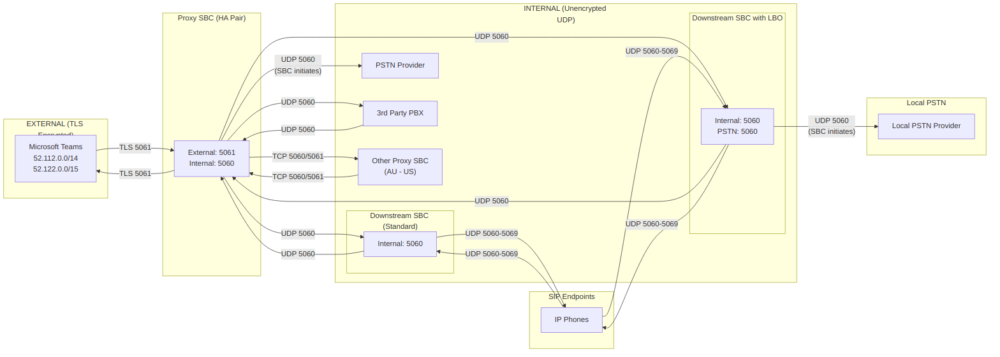 INTERNAL (Unencrypted
UDP)
Proxy SBC (HA Pair)
Downstream SBC with LBO
UDP 5060
UDP 5060-5069
UDP 5060
(SBC initiates)
PSTN Provider
UDP 5060
3rd Party PBX
UDP 5060
EXTERNAL (TLS
Encrypted)
Microsoft Teams
52.112.0.0/14
52.122.0.0/15
TLS 5061
TLS 5061
External: 5061
Internal: 5060
TCP 5060/5061
TCP 5060/5061
Other Proxy SBC
(AU - US)
Internal: 5060
PSTN: 5060
UDP 5060
(SBC initiates)
Local PSTN
Local PSTN Provider
UDP 5060
Downstream SBC
(Standard)
Internal: 5060
UDP 5060
UDP 5060
UDP 5060-5069
UDP 5060-5069
UDP 5060-5069
SIP Endpoints
IP Phones